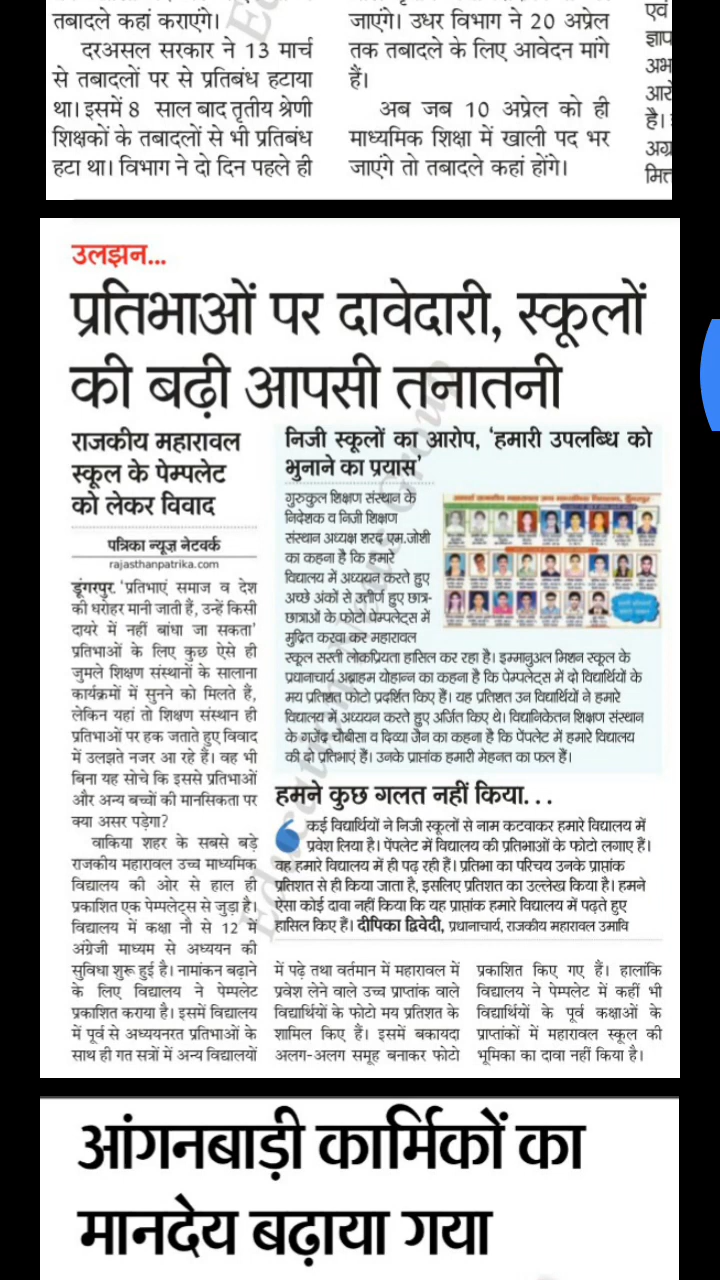 तबादले कहां कराएंगे।
दरअसल सरकार ने 13 मार्च
से तबादलों पर से प्रतिबंध हटाया
था। इसमें 8 साल बाद तृतीय श्रेणी
शिक्षकों के तबादलों से भी प्रतिबंध
हटा था। विभाग ने दो दिन पहले ही
जाएंगे। उधर विभाग ने 20 अप्रेल
तक तबादले के लिए आवेदन मांगे
हैं।
अब जब 10 अप्रेल को ही
माध्यमिक शिक्षा में खाली पद भर
जाएंगे तो तबादले कहां होंगे।
एवं
है।
उलझन...
प्रतिभाओं पर दावेदारी, स्कूलों
की बढ़ी आपसी तनातनी
राजकीय महारावल
स्कूल के पेम्पलेट
को लेकर विवाद
पत्रिका न्यूज़ नेटवर्क
rajasthanpatrika.com
डूंगरपुर. 'प्रतिभाएं समाज व देश
की धरोहर मानी जाती हैं, उन्हें किसी
दायरे में नहीं बांधा जा सकता'
प्रतिभाओं के लिए कुछ ऐसे ही
जुमले शिक्षण संस्थानों के सालाना
कार्यक्रमों में सुनने को मिलते हैं,
लेकिन यहां तो शिक्षण संस्थान ही
प्रतिभाओं पर हक जताते हुए विवाद
में उलझते नजर आ रहे हैं। वह भी
बिना यह सोचे कि इससे प्रतिभाओं
और अन्य बच्चों की मानसिकता पर
क्या असर पड़ेगा?
वाकिया शहर के सबसे बड़े
राजकीय महारावल उच्च माध्यमिक
विद्यालय की ओर से हाल ही
प्रकाशित एक पेम्पलेट्स से जुड़ा है।
विद्यालय में कक्षा नौ से 12 में
अंग्रेजी माध्यम से अध्ययन की
सुविधा शुरू हुई है। नामांकन बढ़ाने
के लिए विद्यालय ने पेम्पलेट
प्रकाशित कराया है। इसमें विद्यालय
में पूर्व से अध्ययनरत प्रतिभाओं के
साथ ही गत सत्रों में अन्य विद्यालयों
निजी स्कूलों का आरोप, 'हमारी उपलब्धि को
भुनाने का प्रयास'
गुरुकुल शिक्षण संस्थान के
निदेशक व निजी शिक्षण
संस्थान अध्यक्ष शरद एम.जोशी
का कहना है कि हमारे
विद्यालय में अध्ययन करते हुए
अच्छे अंकों से उत्तीर्ण हुए छात्र-
छात्राओं के फोटो पेम्पलेट्स में
मुद्रित करवा कर महारावल
स्कूल सस्ती लोकप्रियता हासिल कर रहा है। इम्मानुअल मिशन स्कूल के
प्रधानाचार्य अब्राहम योहान्न का कहना है कि पेम्पलेट्स में दो विद्यार्थियों के
मय प्रतिशत फोटो प्रदर्शित किए हैं। यह प्रतिशत उन विद्यार्थियों ने हमारे
विद्यालय में अध्ययन करते हुए अर्जित किए थे। विद्यानिकेतन शिक्षण संस्थान
के गजेंद्र चौबीसा व दिव्या जैन का कहना है कि पेंपलेट में हमारे विद्यालय
की दो प्रतिभाएं हैं। उनके प्राप्तांक हमारी मेहनत का फल हैं।
हमने कुछ गलत नहीं किया...
कई विद्यार्थियों ने निजी स्कूलों से नाम कटवाकर हमारे विद्यालय में
प्रवेश लिया है। पेंपलेट में विद्यालय की प्रतिभाओं के फोटो लगाए हैं।
वह हमारे विद्यालय में ही पढ़ रही हैं। प्रतिभा का परिचय उनके प्राप्तांक
प्रतिशत से ही किया जाता है, इसलिए प्रतिशत का उल्लेख किया है। हमने
ऐसा कोई दावा नहीं किया कि यह प्राप्तांक हमारे विद्यालय में पढ़ते हुए
हासिल किए हैं। दीपिका द्विवेदी, प्रधानाचार्य, राजकीय महारावल उमावि
में पढ़े तथा वर्तमान में महारावल में
प्रवेश लेने वाले उच्च प्राप्तांक वाले
विद्यार्थियों के फोटो मय प्रतिशत के
शामिल किए हैं। इसमें बकायदा
अलग-अलग समूह बनाकर फोटो
प्रकाशित किए गए हैं। हालांकि
विद्यालय ने पेम्पलेट में कहीं भी
विद्यार्थियों के पूर्व कक्षाओं के
प्राप्तांकों में महारावल स्कूल की
भूमिका का दावा नहीं किया है।
आंगनबाड़ी कार्मिकों का
मानदेय बढ़ाया गया